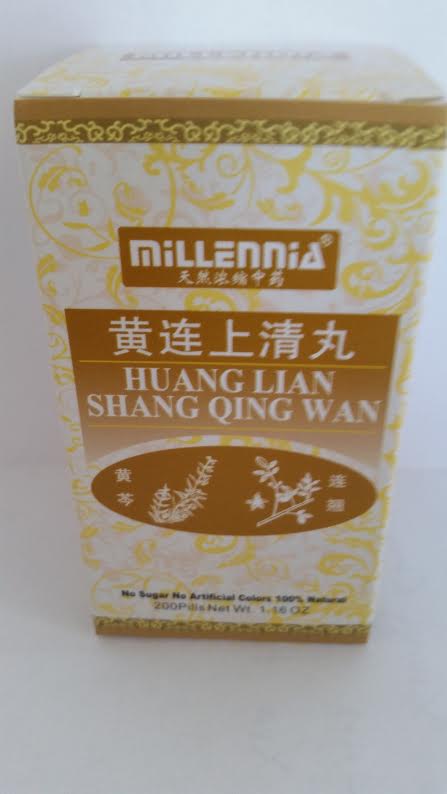 MiLLENNiA®
天然浓缩中药
黄连上清丸
HUANG LIAN
SHANG QING WAN
黄芩
连翘
No Sugar No Artificial Colors 100% Natural
200Pills Net Wt. 1.16 OZ